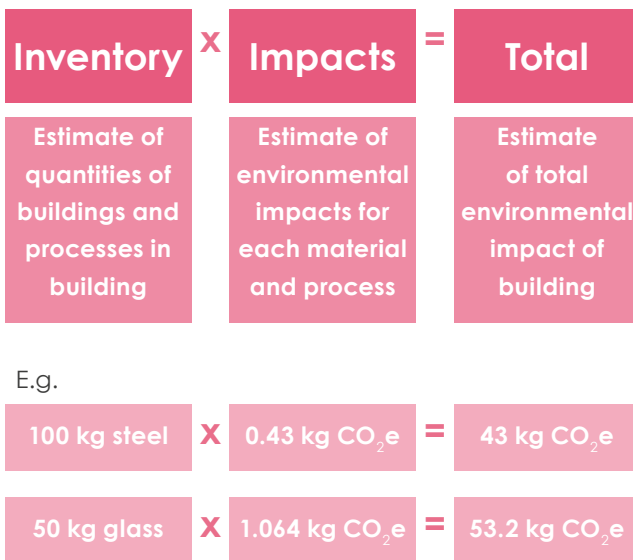 Inventory x Impacts = Total
Estimate of
quantities of
buildings and
processes in
building
Estimate of
environmental
impacts for
each material
and process
Estimate
of total
environmental
impact of
building
E.g.
100 kg steel x 0.43 kg CO₂e = 43 kg CO₂e
50 kg glass x 1.064 kg CO₂e = 53.2 kg CO₂e